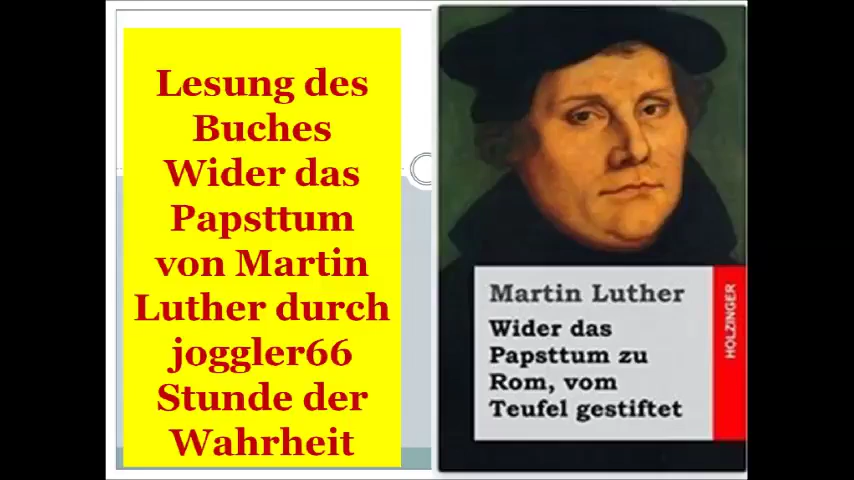 Lesung des
Buches
Wider das
Papsttum
von Martin
Luther durch
joggler66
Stunde der
Wahrheit
Martin Luther
Wider das
Papsttum zu
Rom, vom
Teufel gestiftet
HOLZINGER